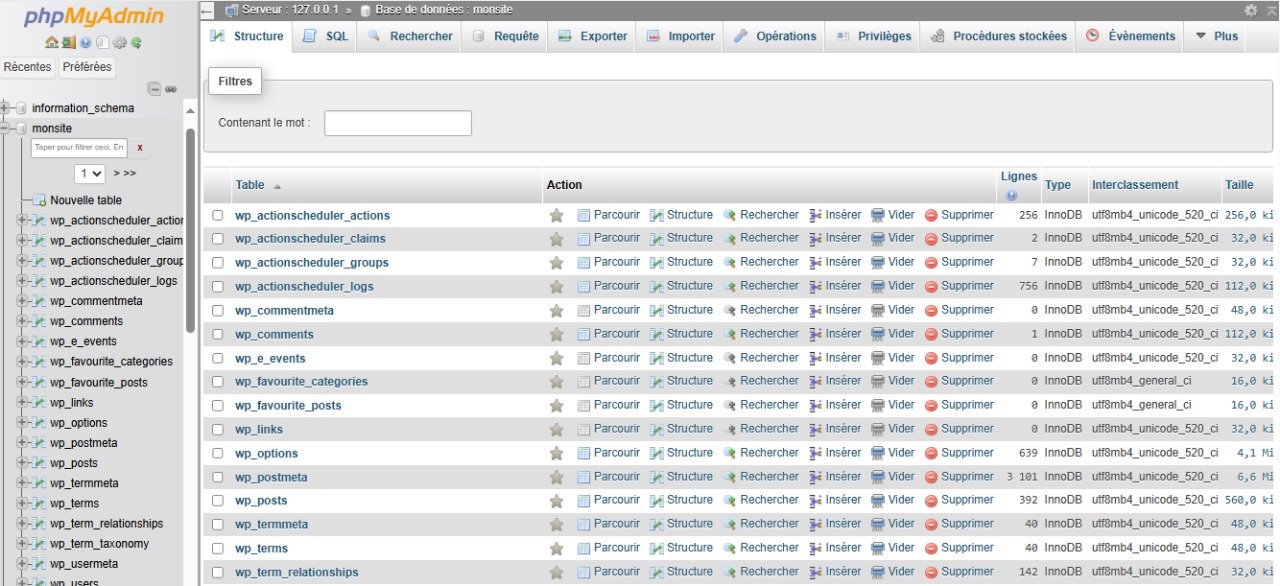 phpMyAdmin
Récentes Préférées
information_schema
monsite
Taper pour filtrer ceci, En x
1 > >>
Nouvelle table
wp_actionscheduler_action
wp_actionscheduler_claim
wp_actionscheduler_group
wp_actionscheduler_logs
wp_commentmeta
wp_comments
wp_e_events
wp_favourite_categories
wp_favourite_posts
wp_links
wp_options
wp_postmeta
wp_posts
wp_termmeta
wp_terms
wp_term_relationships
wp_term_taxonomy
wp_usermeta
wp_users
Serveur : 127.0.0.1 » Base de données : monsite
Structure SQL Rechercher Requête Exporter Importer Opérations Privilèges Procédures stockées Évènements Plus
Filtres
Contenant le mot :
Table Action Lignes Type Interclassement Taille
wp_actionscheduler_actions Parcourir Structure Rechercher Insérer Vider Supprimer 256 InnoDB utf8mb4_unicode_520_ci 256,0 ki
wp_actionscheduler_claims Parcourir Structure Rechercher Insérer Vider Supprimer 2 InnoDB utf8mb4_unicode_520_ci 32,0 ki
wp_actionscheduler_groups Parcourir Structure Rechercher Insérer Vider Supprimer 7 InnoDB utf8mb4_unicode_520_ci 32,0 ki
wp_actionscheduler_logs Parcourir Structure Rechercher Insérer Vider Supprimer 756 InnoDB utf8mb4_unicode_520_ci 112,0 ki
wp_commentmeta Parcourir Structure Rechercher Insérer Vider Supprimer 0 InnoDB utf8mb4_unicode_520_ci 48,0 ki
wp_comments Parcourir Structure Rechercher Insérer Vider Supprimer 1 InnoDB utf8mb4_unicode_520_ci 112,0 ki
wp_e_events Parcourir Structure Rechercher Insérer Vider Supprimer 0 InnoDB utf8mb4_unicode_520_ci 32,0 ki
wp_favourite_categories Parcourir Structure Rechercher Insérer Vider Supprimer 0 InnoDB utf8mb4_general_ci 16,0 ki
wp_favourite_posts Parcourir Structure Rechercher Insérer Vider Supprimer 0 InnoDB utf8mb4_general_ci 16,0 ki
wp_links Parcourir Structure Rechercher Insérer Vider Supprimer 0 InnoDB utf8mb4_unicode_520_ci 32,0 ki
wp_options Parcourir Structure Rechercher Insérer Vider Supprimer 639 InnoDB utf8mb4_unicode_520_ci 4,1 Mi
wp_postmeta Parcourir Structure Rechercher Insérer Vider Supprimer 3 101 InnoDB utf8mb4_unicode_520_ci 6,6 Mi
wp_posts Parcourir Structure Rechercher Insérer Vider Supprimer 392 InnoDB utf8mb4_unicode_520_ci 560,0 ki
wp_termmeta Parcourir Structure Rechercher Insérer Vider Supprimer 40 InnoDB utf8mb4_unicode_520_ci 48,0 ki
wp_terms Parcourir Structure Rechercher Insérer Vider Supprimer 40 InnoDB utf8mb4_unicode_520_ci 48,0 ki
wp_term_relationships Parcourir Structure Rechercher Insérer Vider Supprimer 142 InnoDB utf8mb4_unicode_520_ci 32,0 ki